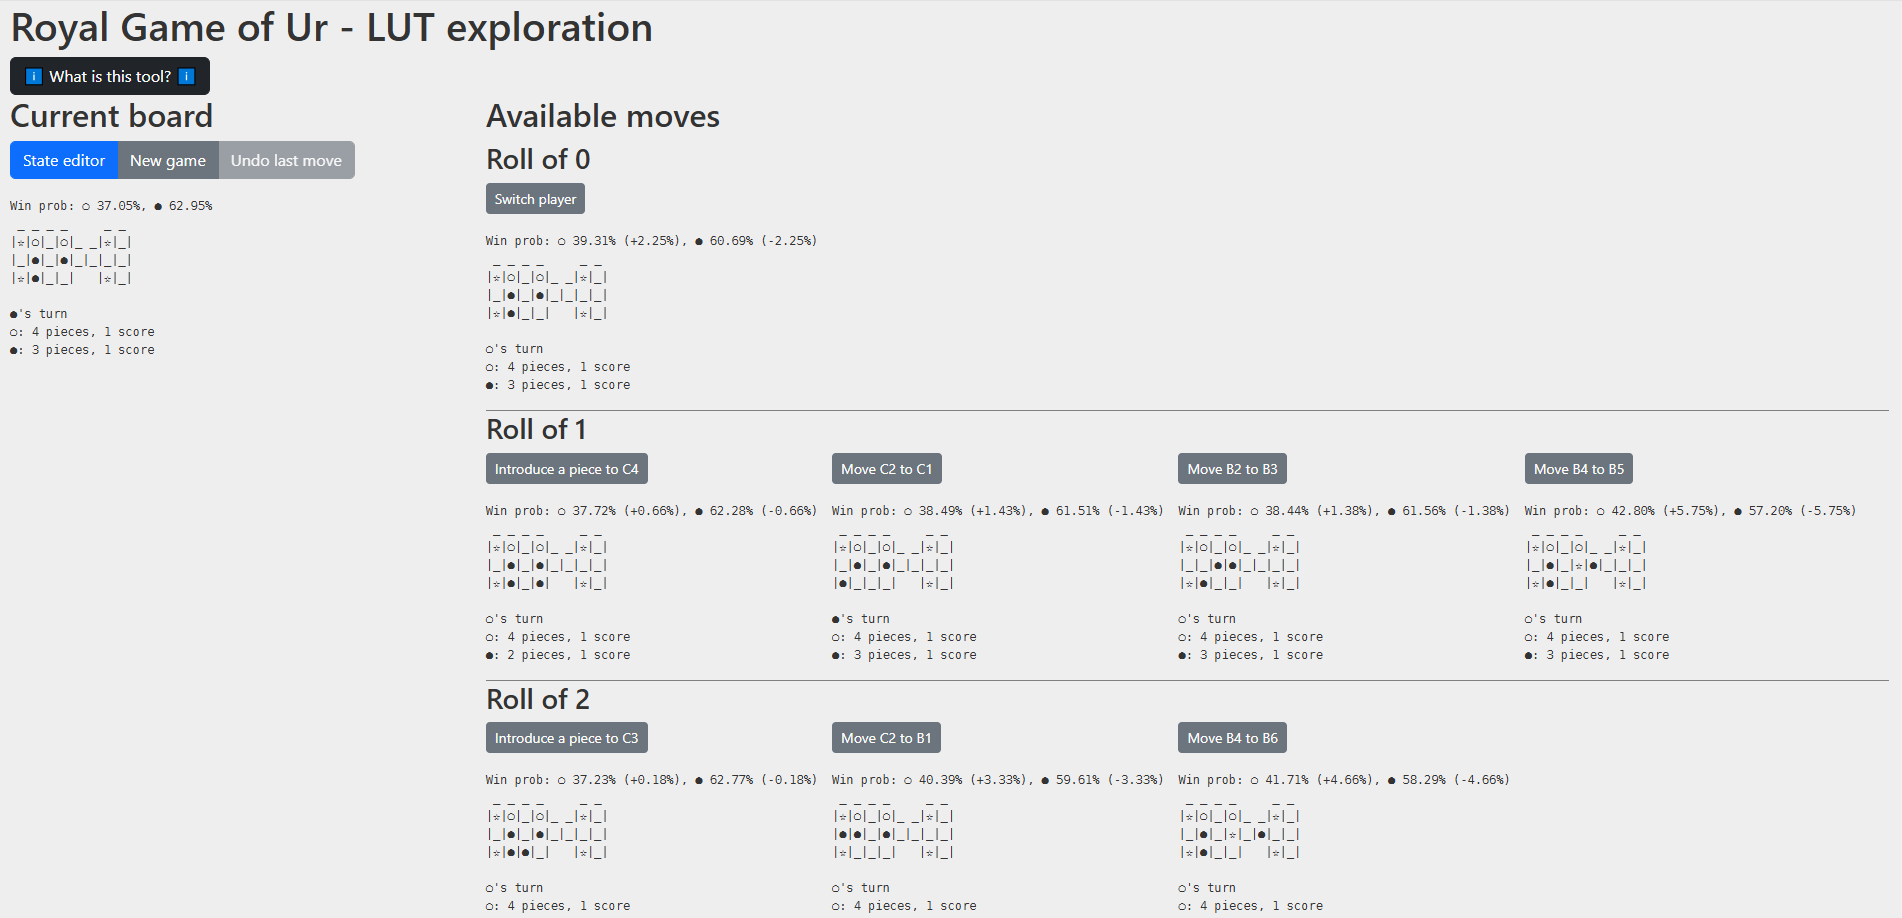 Royal Game of Ur - LUT exploration
ℹ What is this tool? ℹ
Current board
State editor New game Undo last move
Win prob: ○ 37.05%, ● 62.95%
 _ _ _ _     _ _
|☆|○|_|○|_ _|☆|_|
|_|●|_|●|_|_|_|_|
|☆|●|_|_|   |☆|_|
●'s turn
○: 4 pieces, 1 score
●: 3 pieces, 1 score
Available moves
Roll of 0
Switch player
Win prob: ○ 39.31% (+2.25%), ● 60.69% (-2.25%)
 _ _ _ _     _ _
|☆|○|_|○|_ _|☆|_|
|_|●|_|●|_|_|_|_|
|☆|●|_|_|   |☆|_|
○'s turn
○: 4 pieces, 1 score
●: 3 pieces, 1 score
Roll of 1
Introduce a piece to C4
Win prob: ○ 37.72% (+0.66%), ● 62.28% (-0.66%)
 _ _ _ _     _ _
|☆|○|_|○|_ _|☆|_|
|_|●|_|●|_|_|_|_|
|☆|●|_|●|   |☆|_|
○'s turn
○: 4 pieces, 1 score
●: 2 pieces, 1 score
Move C2 to C1
Win prob: ○ 38.49% (+1.43%), ● 61.51% (-1.43%)
 _ _ _ _     _ _
|☆|○|_|○|_ _|☆|_|
|_|●|_|●|_|_|_|_|
|●|_|_|_|   |☆|_|
●'s turn
○: 4 pieces, 1 score
●: 3 pieces, 1 score
Move B2 to B3
Win prob: ○ 38.44% (+1.38%), ● 61.56% (-1.38%)
 _ _ _ _     _ _
|☆|○|_|○|_ _|☆|_|
|_|_|●|●|_|_|_|_|
|☆|●|_|_|   |☆|_|
○'s turn
○: 4 pieces, 1 score
●: 3 pieces, 1 score
Move B4 to B5
Win prob: ○ 42.80% (+5.75%), ● 57.20% (-5.75%)
 _ _ _ _     _ _
|☆|○|_|○|_ _|☆|_|
|_|●|_|☆|●|_|_|_|
|☆|●|_|_|   |☆|_|
○'s turn
○: 4 pieces, 1 score
●: 3 pieces, 1 score
Roll of 2
Introduce a piece to C3
Win prob: ○ 37.23% (+0.18%), ● 62.77% (-0.18%)
 _ _ _ _     _ _
|☆|○|_|○|_ _|☆|_|
|_|●|_|●|_|_|_|_|
|☆|●|●|_|   |☆|_|
○'s turn
○: 4 pieces, 1 score
Move C2 to B1
Win prob: ○ 40.39% (+3.33%), ● 59.61% (-3.33%)
 _ _ _ _     _ _
|☆|○|_|○|_ _|☆|_|
|●|●|_|●|_|_|_|_|
|☆|_|_|_|   |☆|_|
○'s turn
○: 4 pieces, 1 score
Move B4 to B6
Win prob: ○ 41.71% (+4.66%), ● 58.29% (-4.66%)
 _ _ _ _     _ _
|☆|○|_|○|_ _|☆|_|
|_|●|_|☆|_|●|_|_|
|☆|●|_|_|   |☆|_|
○'s turn
○: 4 pieces, 1 score